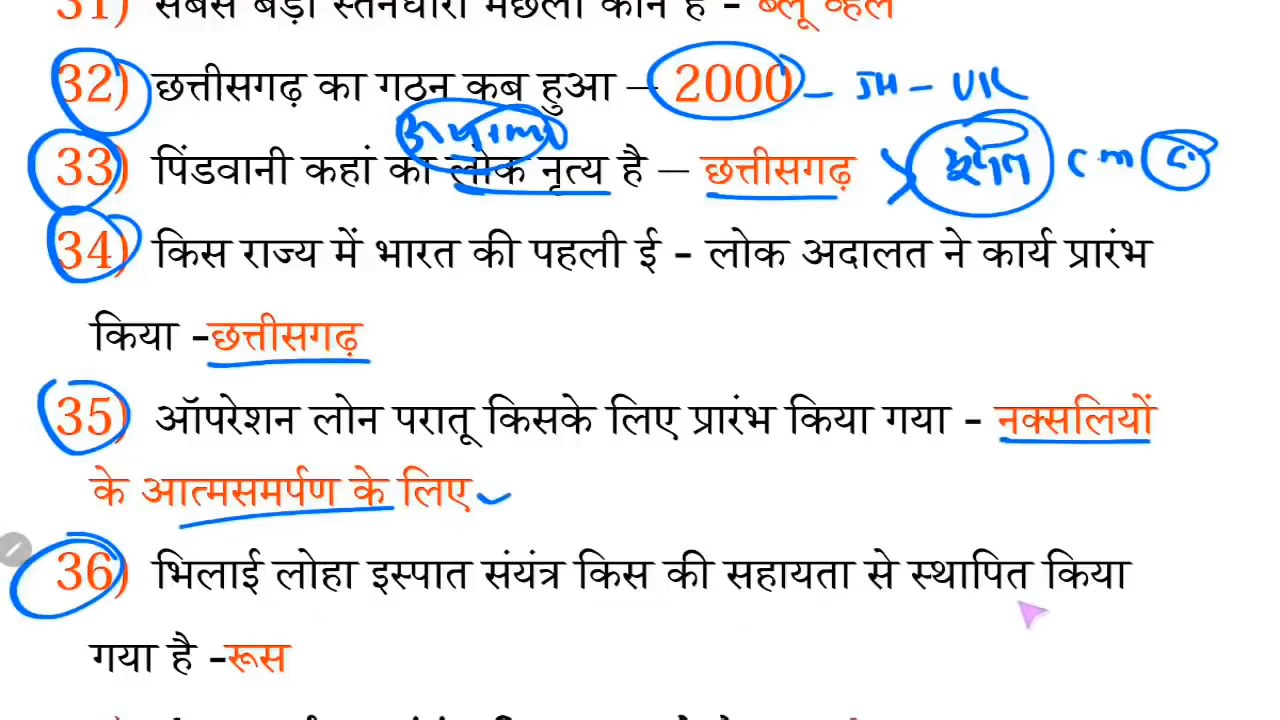 31) सबसे बड़ी स्तनधारी मछली कौन है - ब्लू व्हेल
32) छत्तीसगढ़ का गठन कब हुआ – 2000 – JH – UK
33) पिंडवानी कहां का लोक नृत्य है – छत्तीसगढ़
34) किस राज्य में भारत की पहली ई - लोक अदालत ने कार्य प्रारंभ
किया -छत्तीसगढ़
35) ऑपरेशन लोन परातू किसके लिए प्रारंभ किया गया - नक्सलियों
के आत्मसमर्पण के लिए
36) भिलाई लोहा इस्पात संयंत्र किस की सहायता से स्थापित किया
गया है -रूस